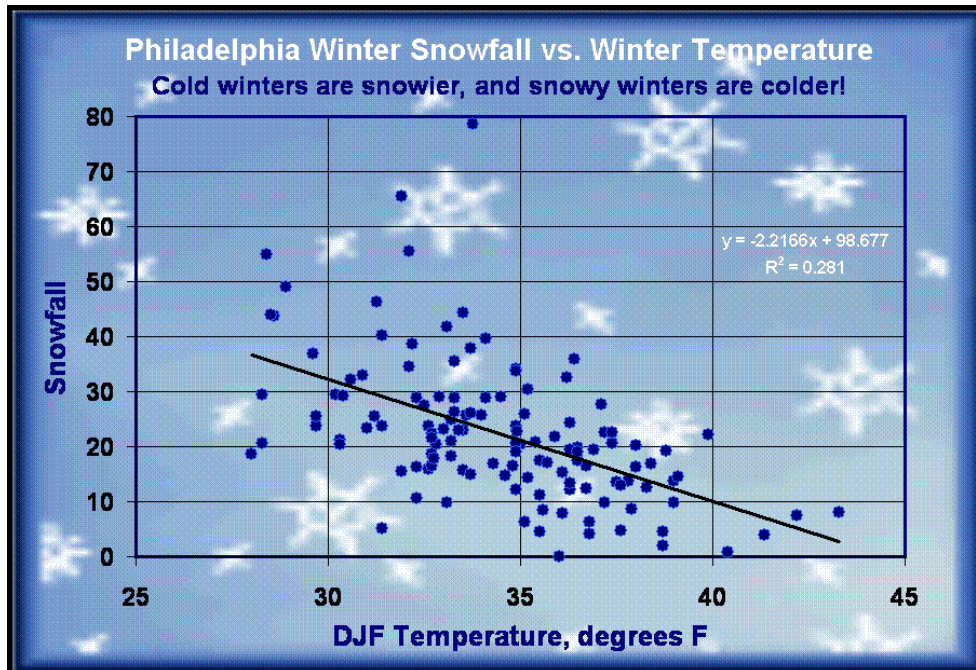 Philadelphia Winter Snowfall vs. Winter Temperature
Cold winters are snowier, and snowy winters are colder!
80
70
60
y = -2.2166x + 98.677
R² = 0.281
50
40
30
20
10
0
Snowfall
25 30 35 40 45
DJF Temperature, degrees F